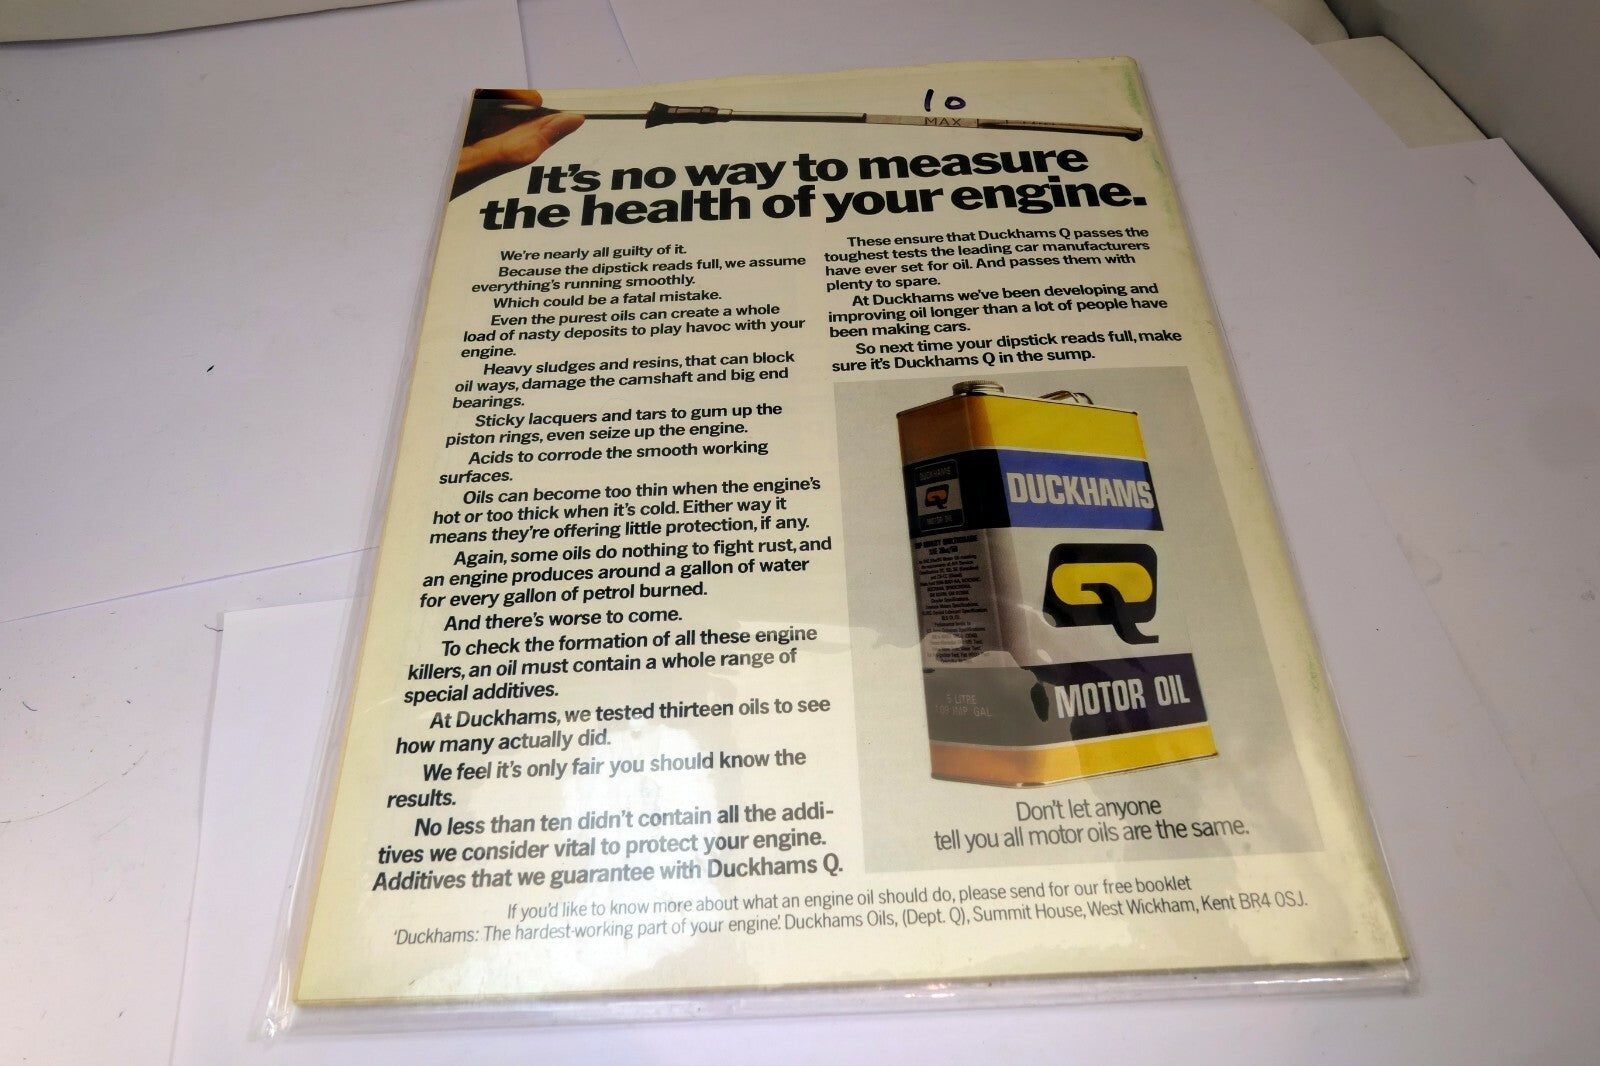 10
MAX
It's no way to measure
the health of your engine.
We're nearly all guilty of it.
Because the dipstick reads full, we assume
everything's running smoothly.
Which could be a fatal mistake.
Even the purest oils can create a whole
load of nasty deposits to play havoc with your
engine.
Heavy sludges and resins, that can block
oil ways, damage the camshaft and big end
bearings.
Sticky lacquers and tars to gum up the
piston rings, even seize up the engine.
Acids to corrode the smooth working
surfaces.
Oils can become too thin when the engine's
hot or too thick when it's cold. Either way it
means they're offering little protection, if any.
Again, some oils do nothing to fight rust, and
an engine produces around a gallon of water
for every gallon of petrol burned.
And there's worse to come.
To check the formation of all these engine
killers, an oil must contain a whole range of
special additives.
At Duckhams, we tested thirteen oils to see
how many actually did.
We feel it's only fair you should know the
results.
No less than ten didn't contain all the addi-
tives we consider vital to protect your engine.
Additives that we guarantee with Duckhams Q.
These ensure that Duckhams Q passes the
toughest tests the leading car manufacturers
have ever set for oil. And passes them with
plenty to spare.
At Duckhams we've been developing and
improving oil longer than a lot of people have
been making cars.
So next time your dipstick reads full, make
sure it's Duckhams Q in the sump.
DUCKHAMS
Q
MOTOR OIL
DUCKHAMS
Q
MOTOR OIL
5 LITRE
IMP GAL
Don't let anyone
tell you all motor oils are the same.
If you'd like to know more about what an engine oil should do, please send for our free booklet
'Duckhams: The hardest-working part of your engine'. Duckhams Oils, (Dept. Q), Summit House, West Wickham, Kent BR4 0SJ.